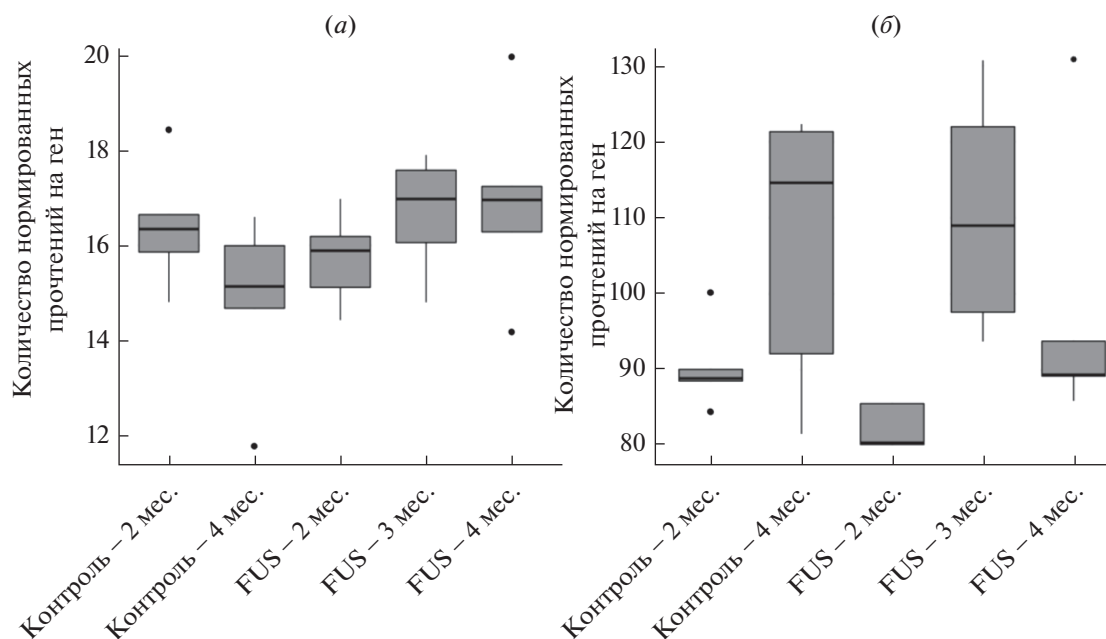 (а)
Количество нормированных
прочтений на ген
20
18
16
14
12
Контроль – 2 мес.
Контроль – 4 мес.
FUS – 2 мес.
FUS – 3 мес.
FUS – 4 мес.
(б)
Количество нормированных
прочтений на ген
130
120
110
100
90
80
Контроль – 2 мес.
Контроль – 4 мес.
FUS – 2 мес.
FUS – 3 мес.
FUS – 4 мес.